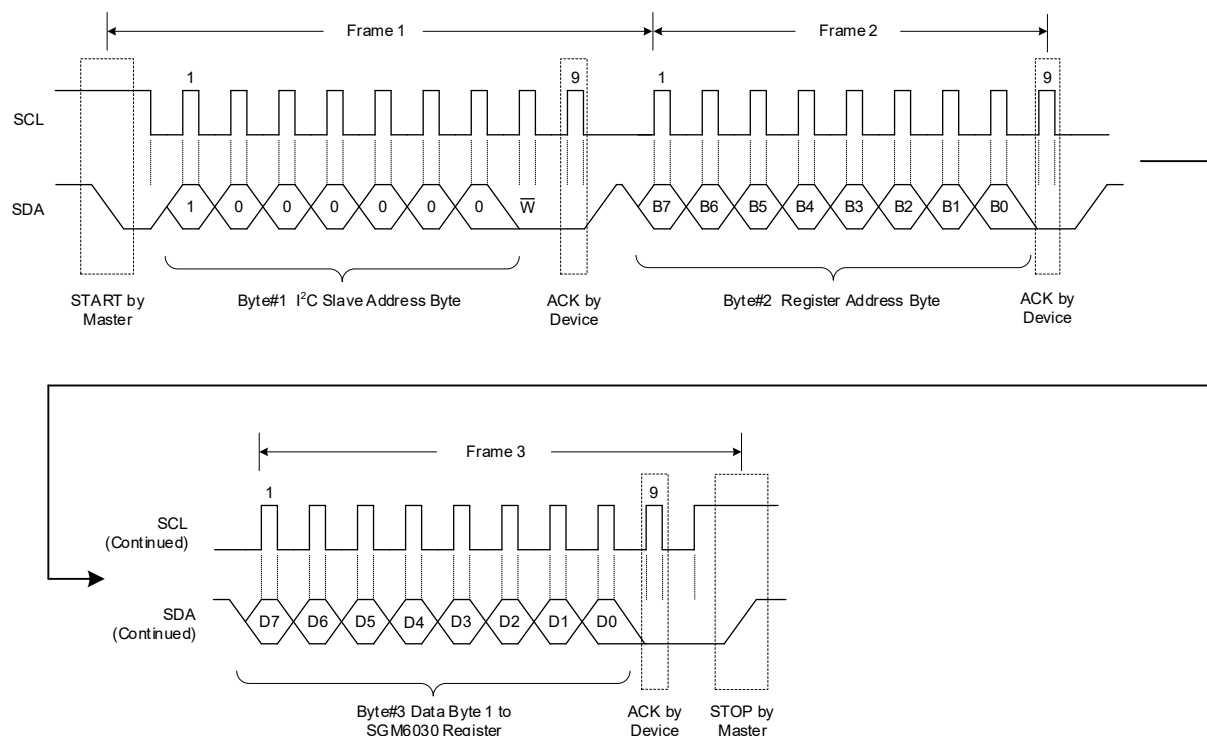 Frame 1 Frame 2
1 9 1 9
SCL
SDA 1 0 0 0 0 0 0 W̅ B7 B6 B5 B4 B3 B2 B1 B0
START by Master
Byte#1 I²C Slave Address Byte
ACK by Device
Byte#2 Register Address Byte
ACK by Device
Frame 3
1 9
SCL
(Continued)
SDA
(Continued)
D7 D6 D5 D4 D3 D2 D1 D0
Byte#3 Data Byte 1 to
SGM6030 Register
ACK by
Device
STOP by
Master